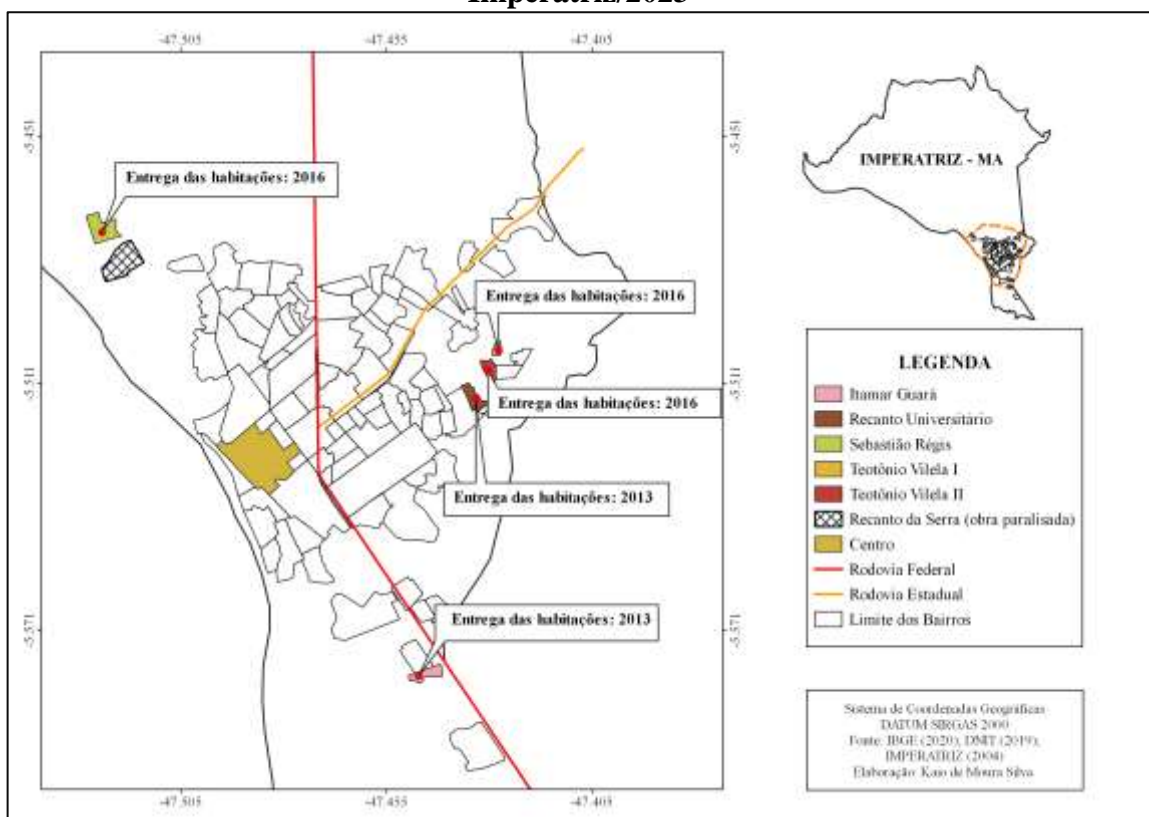 Imperatriz/2023
-47.505
-47.455
-47.405
-5.451
-5.451
Entrega das habitações: 2016
Entrega das habitações: 2016
-5.511
-5.511
Entrega das habitações: 2016
Entrega das habitações: 2013
Entrega das habitações: 2013
-5.571
-5.571
-47.505
-47.455
-47.405
IMPERATRIZ - MA
LEGENDA
Itamar Guará
Recanto Universitário
Sebastião Régis
Teotônio Vilela I
Teotônio Vilela II
Recanto da Serra (obra paralisada)
Centro
Rodovia Federal
Rodovia Estadual
Limite dos Bairros
Sistema de Coordenadas Geográficas
DATUM SIRGAS 2000
Fonte: IBGE (2020), DNIT (2019),
IMPERATRIZ (2004)
Elaboração: Kaio de Moura Silva